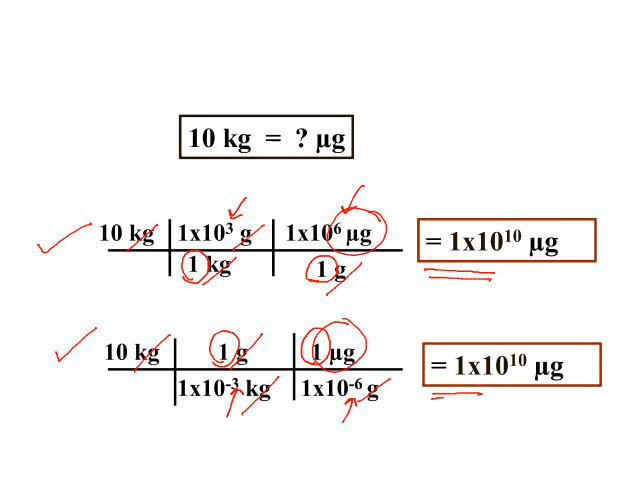 10 kg = ? µg
10 kg 1x10³ g 1x10⁶ µg
1 kg 1 g
= 1x10¹⁰ µg
10 kg 1 g 1 µg
1x10⁻³ kg 1x10⁻⁶ g
= 1x10¹⁰ µg